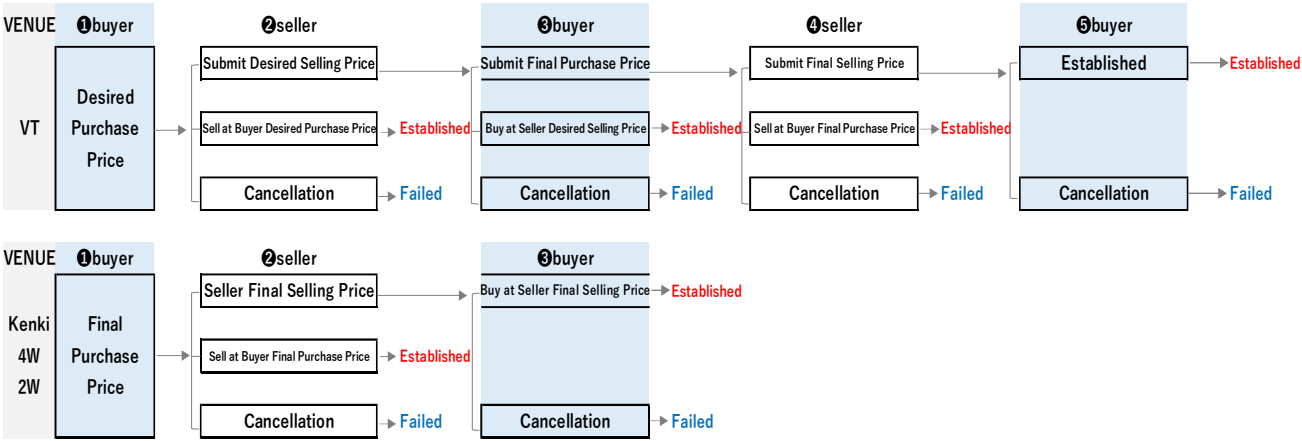 VENUE ❶buyer ❷seller ❸buyer ❹seller ❺buyer
Submit Desired Selling Price Submit Final Purchase Price Submit Final Selling Price Established Established
VT Desired Purchase Price Sell at Buyer Desired Purchase Price Established Buy at Seller Desired Selling Price Established Sell at Buyer Final Purchase Price Established
Cancellation Failed Cancellation Failed Cancellation Failed Cancellation Failed
VENUE ❶buyer ❷seller ❸buyer
Seller Final Selling Price Buy at Seller Final Selling Price Established
Kenki Final
4W Purchase Sell at Buyer Final Purchase Price Established
2W Price
Cancellation Failed Cancellation Failed